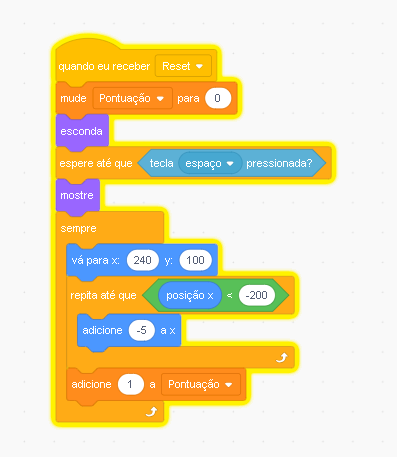 quando eu receber Reset
mude Pontuação para 0
esconda
espere até que tecla espaço pressionada?
mostre
sempre
vá para x: 240 y: 100
repita até que posição x < -200
adicione -5 a x
adicione 1 a Pontuação